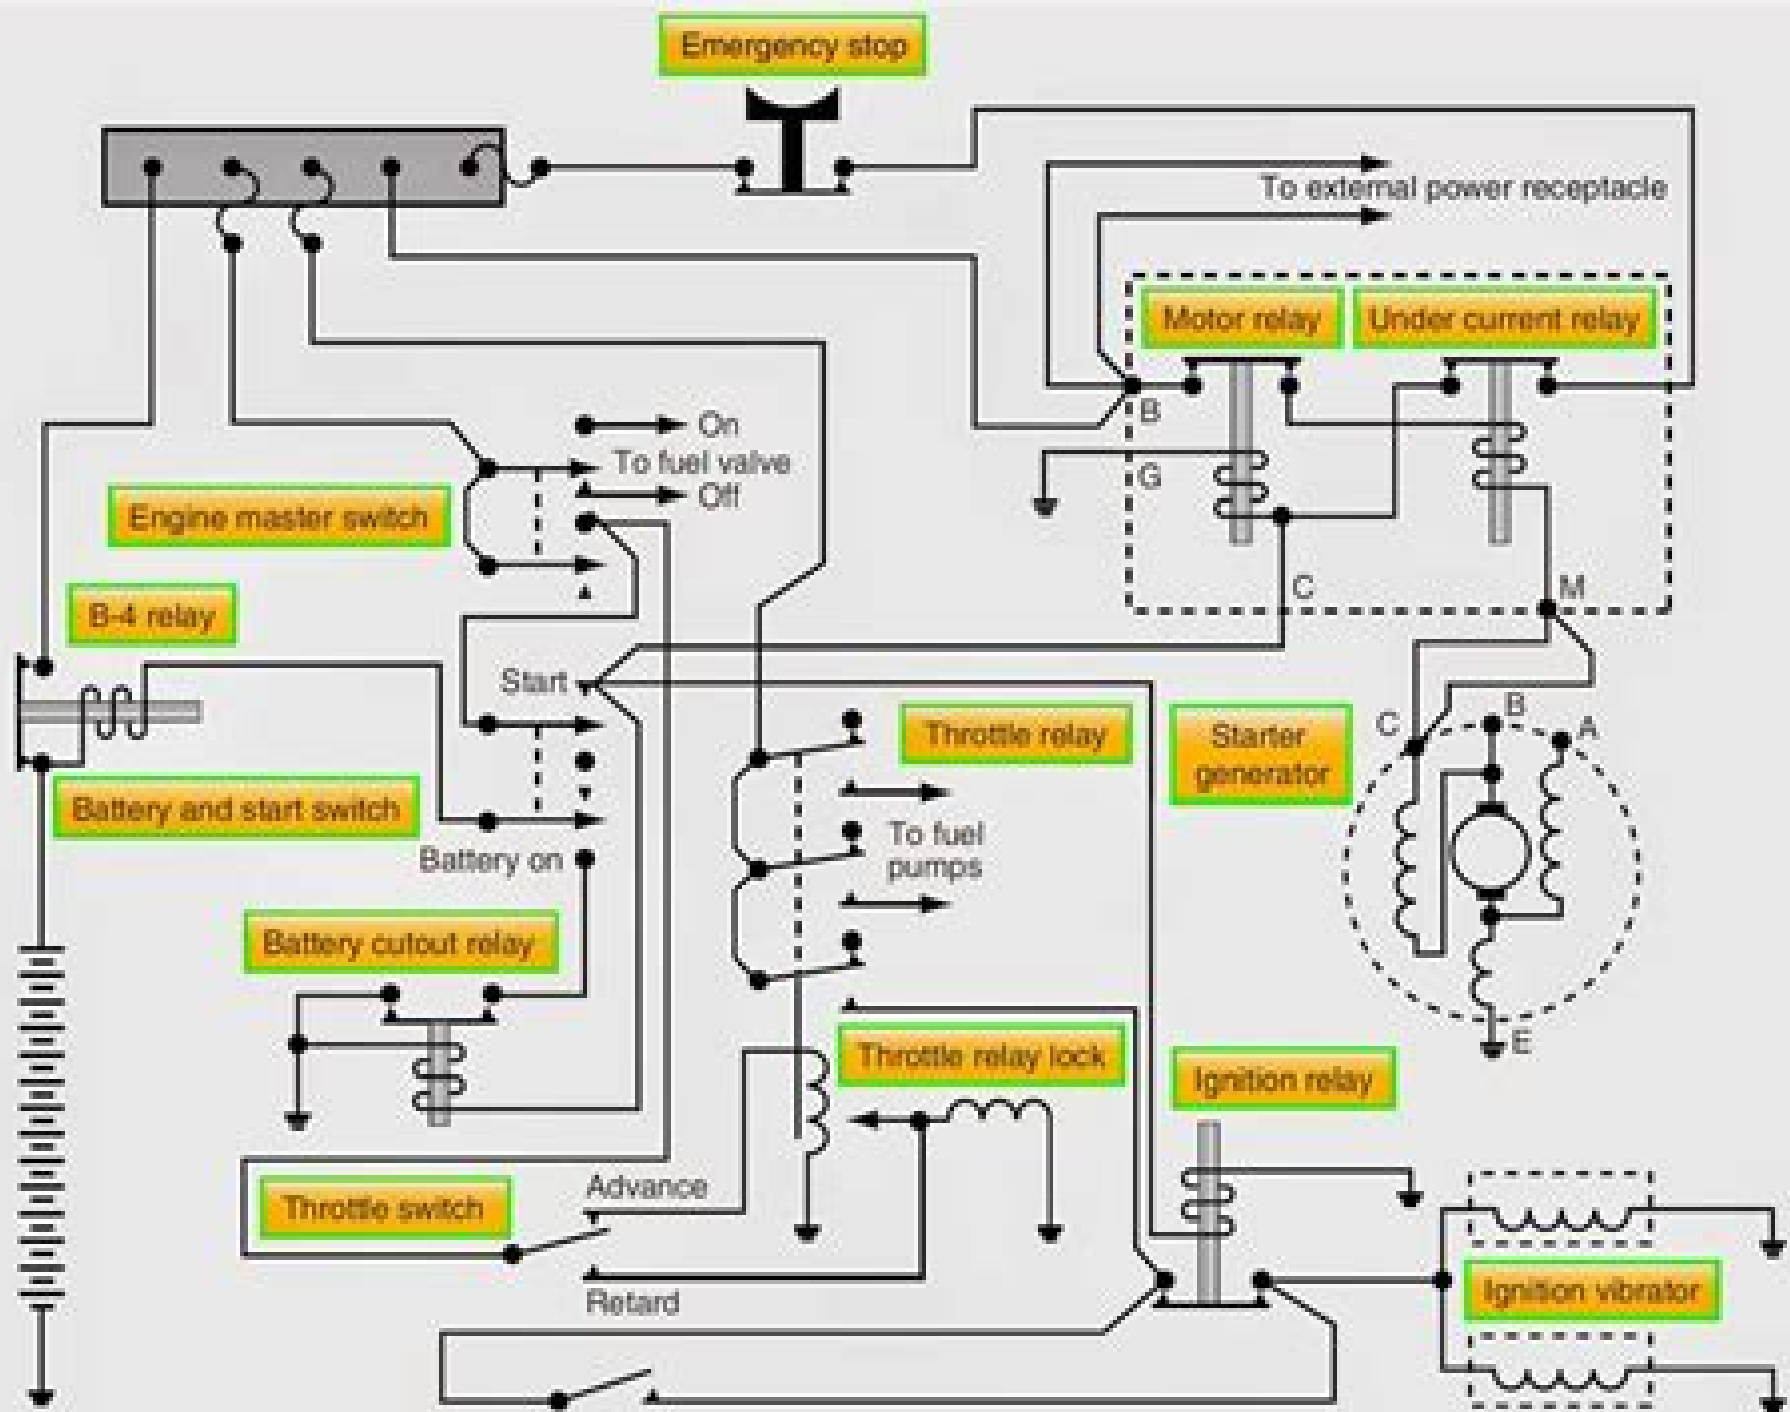 Emergency stop
To external power receptacle
Motor relay
Under current relay
B
On
To fuel valve
Off
G
Engine master switch
C
M
B-4 relay
Start
B
C
A
Throttle relay
Starter
generator
Battery and start switch
To fuel
pumps
Battery on
Battery cutout relay
E
Throttle relay lock
Ignition relay
Advance
Throttle switch
Retard
Ignition vibrator